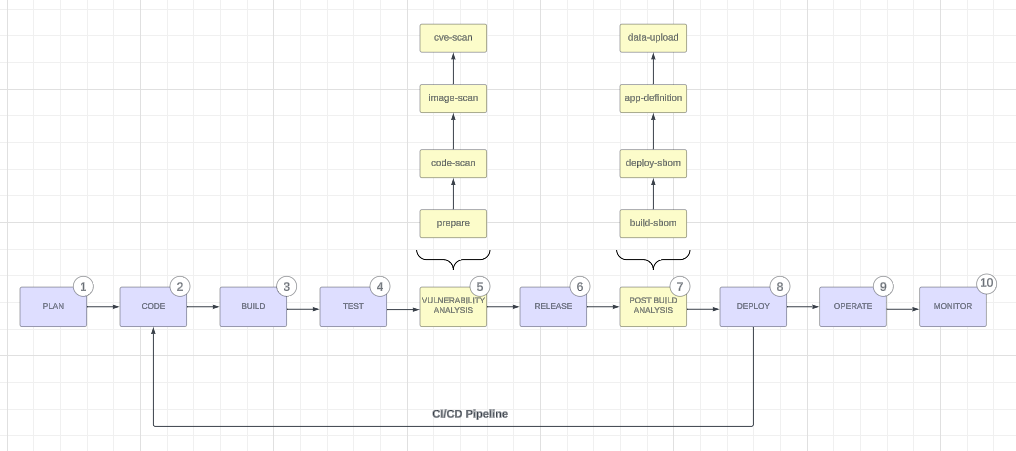 cve-scan
data-upload
image-scan
app-definition
code-scan
deploy-sbom
prepare
build-sbom
1
2
3
4
5
6
7
8
9
10
PLAN
CODE
BUILD
TEST
VULNERABILITY
ANALYSIS
RELEASE
POST BUILD
ANALYSIS
DEPLOY
OPERATE
MONITOR
CI/CD Pipeline